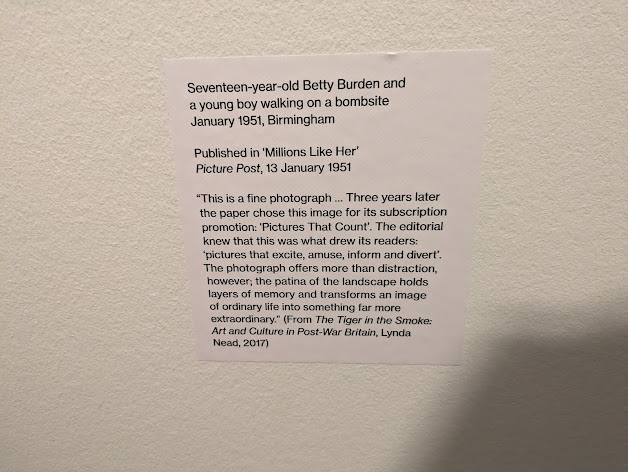 Seventeen-year-old Betty Burden and
a young boy walking on a bombsite
January 1951, Birmingham
Published in ‘Millions Like Her’
Picture Post, 13 January 1951
“This is a fine photograph ... Three years later
the paper chose this image for its subscription
promotion: ‘Pictures That Count’. The editorial
knew that this was what drew its readers:
‘pictures that excite, amuse, inform and divert’.
The photograph offers more than distraction,
however; the patina of the landscape holds
layers of memory and transforms an image
of ordinary life into something far more
extraordinary.” (From The Tiger in the Smoke:
Art and Culture in Post-War Britain, Lynda
Nead, 2017)